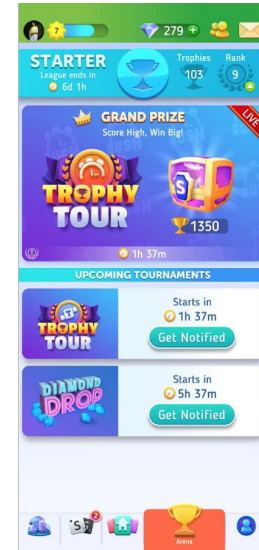 7
279
STARTER
League ends in
6d 1h
Trophies
103
Rank
9
LIVE
GRAND PRIZE
Score High, Win Big!
TROPHY
TOUR
S
1350
1h 37m
UPCOMING TOURNAMENTS
TROPHY
TOUR
Starts in
1h 37m
Get Notified
DIAMOND
DROP
Starts in
5h 37m
Get Notified
S
2
Arena